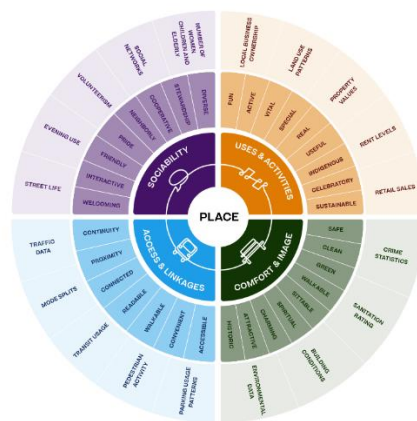 PLACE
SOCIABILITY
DIVERSE
STEWARDSHIP
COOPERATIVE
NEIGHBORLY
PRIDE
FRIENDLY
INTERACTIVE
WELCOMING
NUMBER OF
WOMEN,
CHILDREN AND
ELDERLY
SOCIAL
NETWORKS
VOLUNTEERISM
EVENING USE
STREET LIFE
USES & ACTIVITIES
FUN
ACTIVE
VITAL
SPECIAL
REAL
USEFUL
INDIGENOUS
CELEBRATORY
SUSTAINABLE
LOCAL BUSINESS
OWNERSHIP
LAND USE
PATTERNS
PROPERTY
VALUES
RENT LEVELS
RETAIL SALES
COMFORT & IMAGE
SAFE
CLEAN
GREEN
WALKABLE
SITTABLE
SPIRITUAL
CHARMING
ATTRACTIVE
HISTORIC
CRIME
STATISTICS
SANITATION
RATING
BUILDING
CONDITIONS
ENVIRONMENTAL
DATA
ACCESS & LINKAGES
CONTINUITY
PROXIMITY
CONNECTED
READABLE
WALKABLE
CONVENIENT
ACCESSIBLE
TRAFFIC
DATA
MODE SPLITS
TRANSIT USAGE
PEDESTRIAN
ACTIVITY
PARKING USAGE
PATTERNS